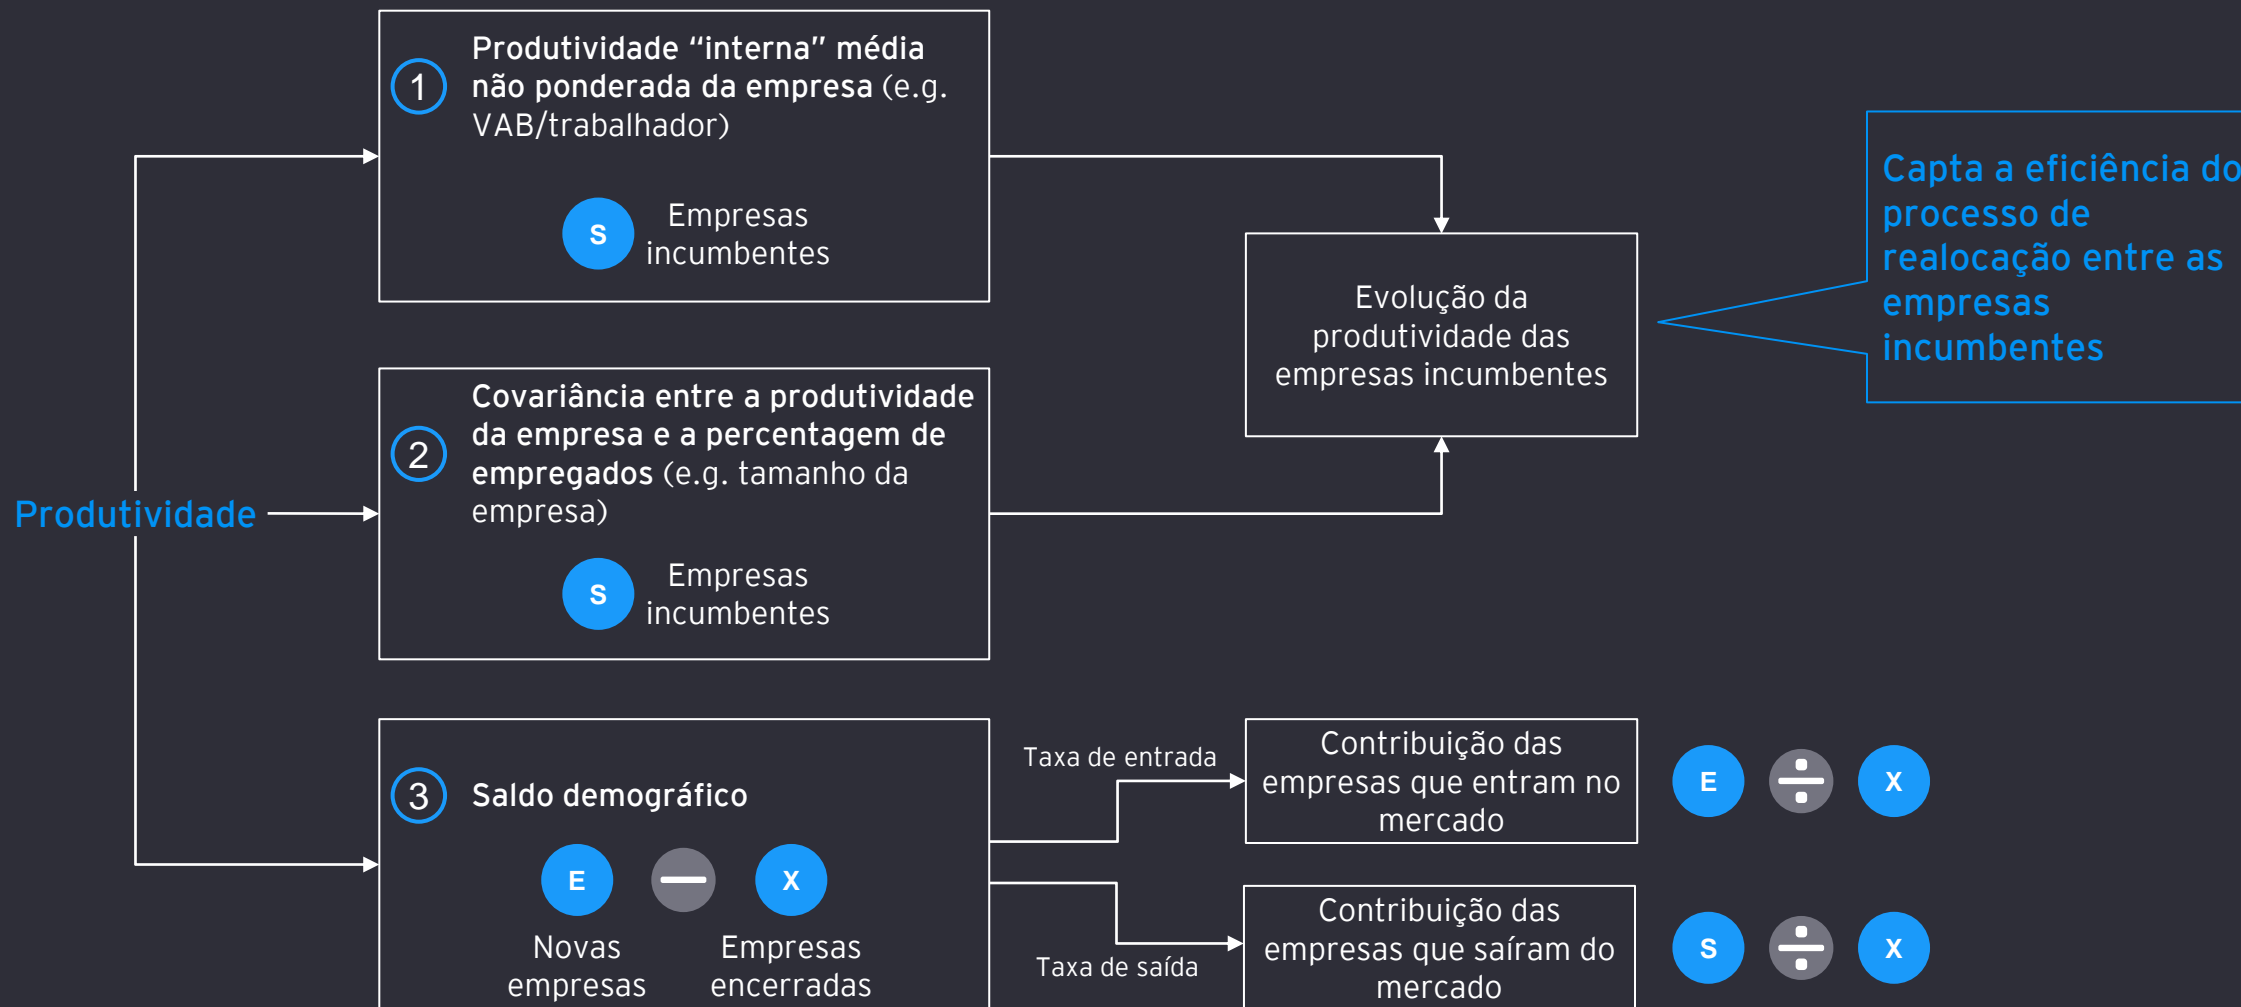 Produtividade
1
Produtividade “interna” média
não ponderada da empresa (e.g.
VAB/trabalhador)
S
Empresas
incumbentes
2
Covariância entre a produtividade
da empresa e a percentagem de
empregados (e.g. tamanho da
empresa)
S
Empresas
incumbentes
Evolução da
produtividade das
empresas incumbentes
Capta a eficiência do
processo de
realocação entre as
empresas
incumbentes
3
Saldo demográfico
E
X
Novas
empresas
Empresas
encerradas
Taxa de entrada
Contribuição das
empresas que entram no
mercado
E ÷ X
Taxa de saída
Contribuição das
empresas que saíram do
mercado
S ÷ X